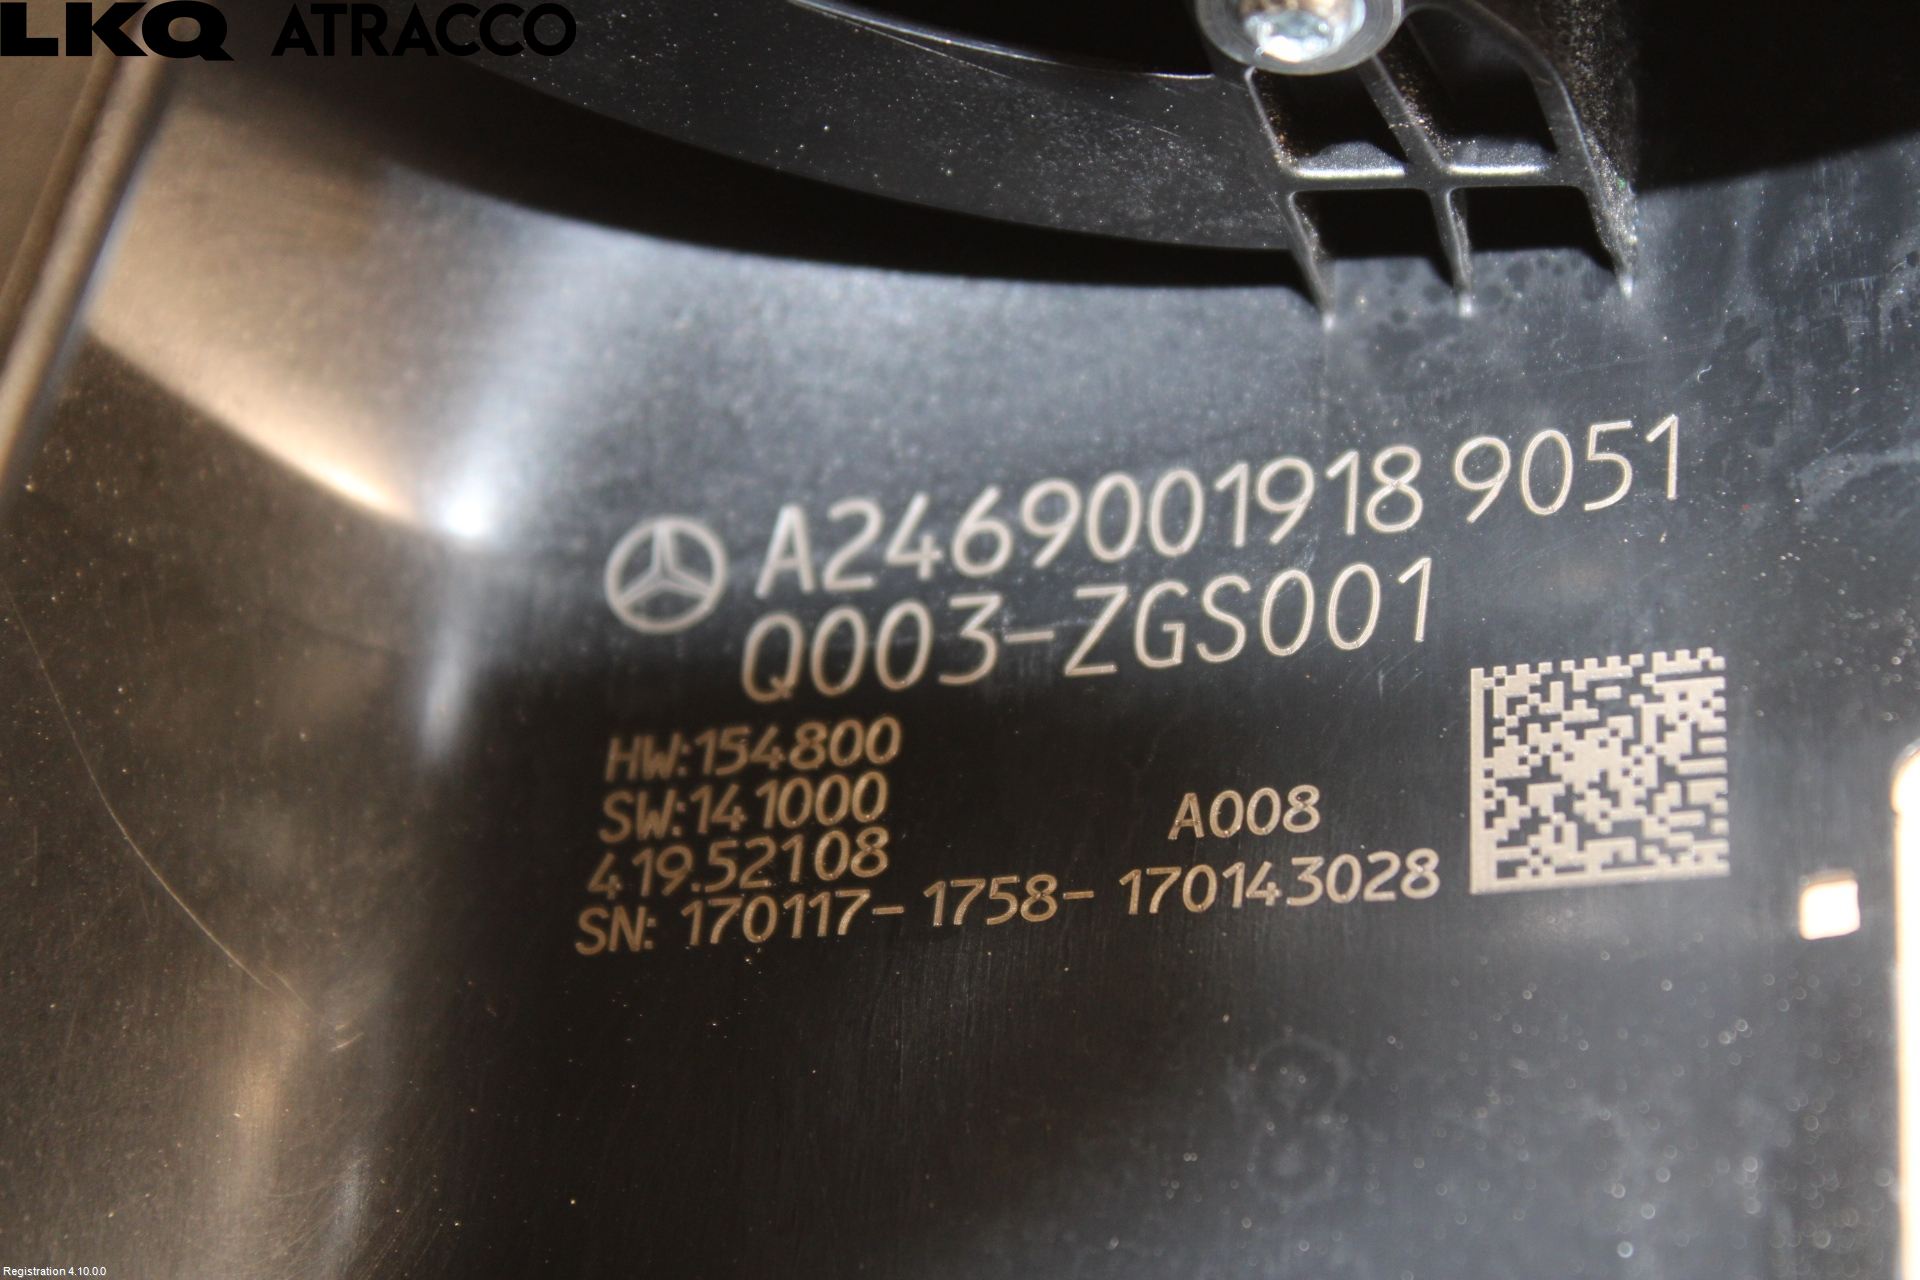 LKQ ATRACCO
A2469001918 9051
Q003-ZGS001
HW:154800
SW:141000
419.52108
A008
SN: 170117-1758-170143028
Registration 4.10.0.0